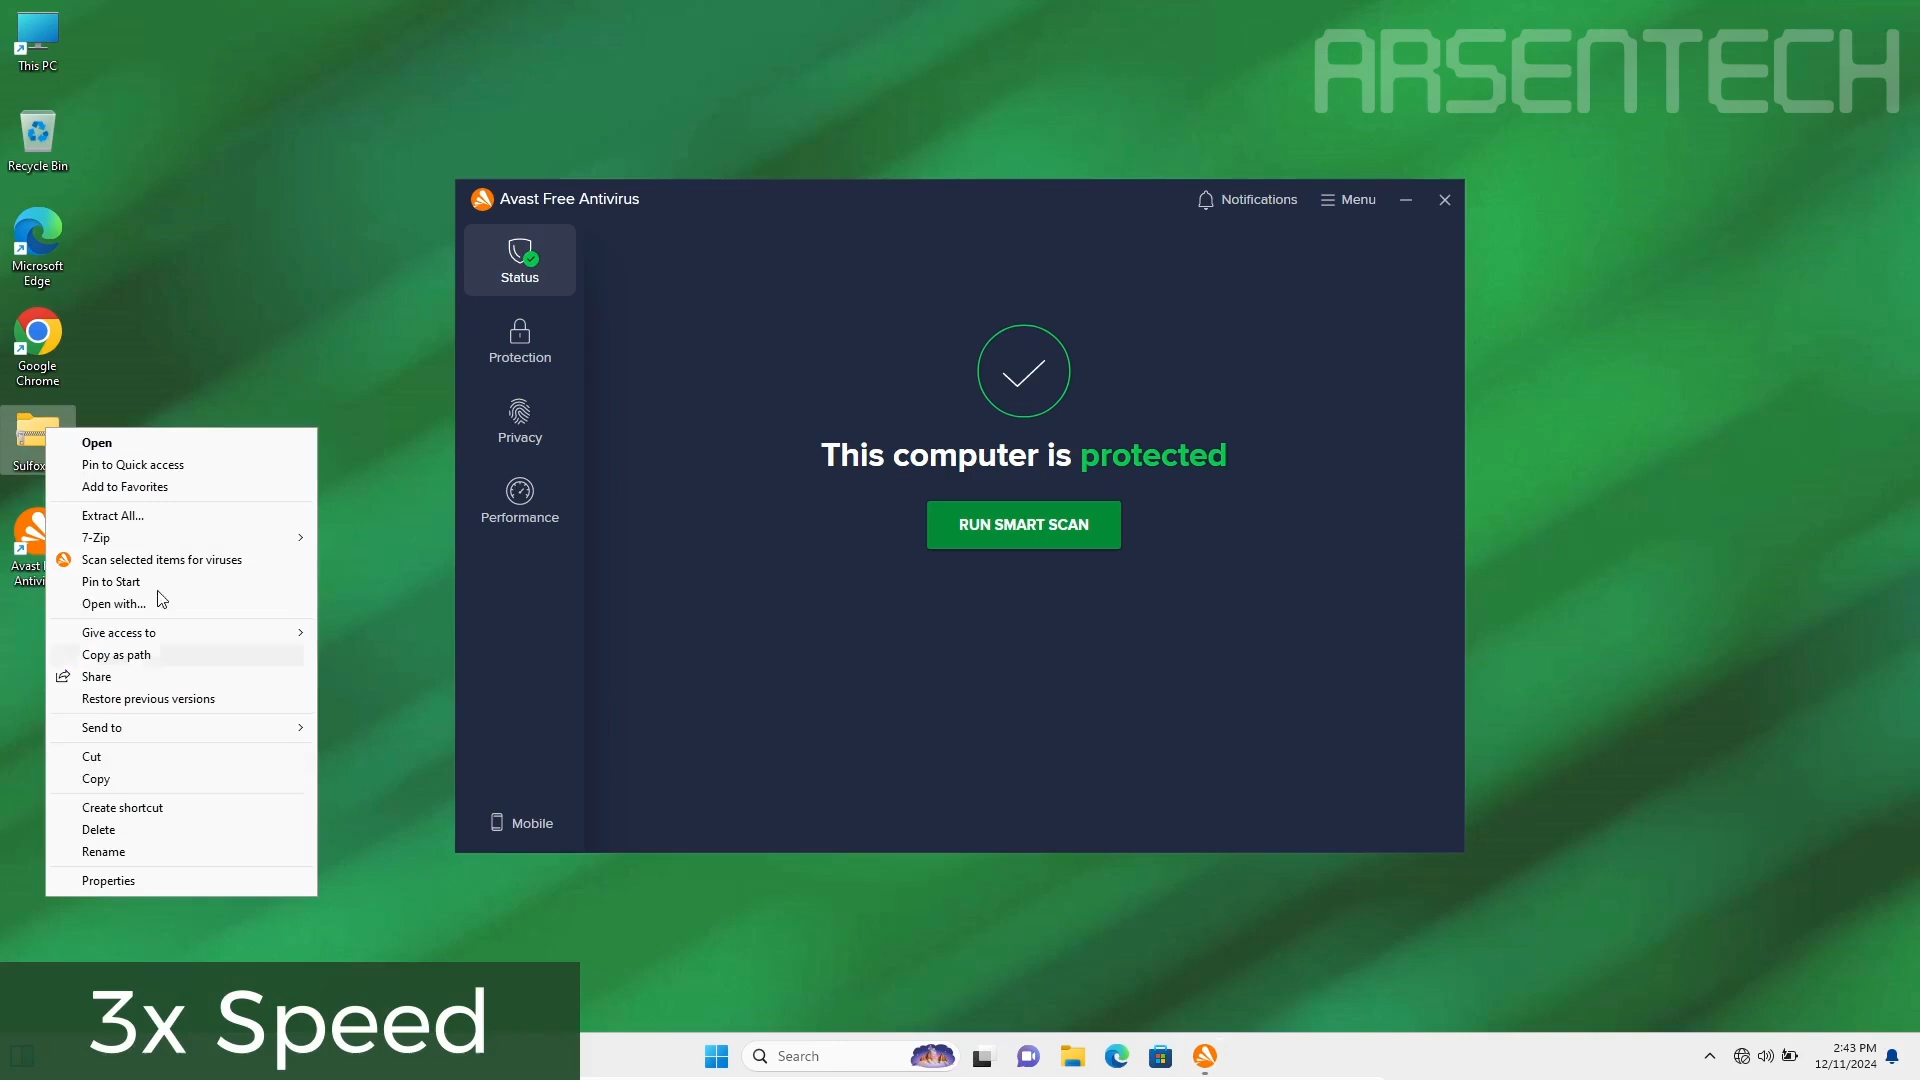 This PC
Recycle Bin
Microsoft
Edge
Google
Chrome
Sulfox
Avast
Antivi
ARSENTECH
Open
Pin to Quick access
Add to Favorites
Extract All...
7-Zip
Scan selected items for viruses
Pin to Start
Open with...
Give access to
Copy as path
Share
Restore previous versions
Send to
Cut
Copy
Create shortcut
Delete
Rename
Properties
Avast Free Antivirus
Notifications
Menu
Status
Protection
Privacy
Performance
Mobile
This computer is protected
RUN SMART SCAN
3x Speed
Search
2:43 PM
12/11/2024